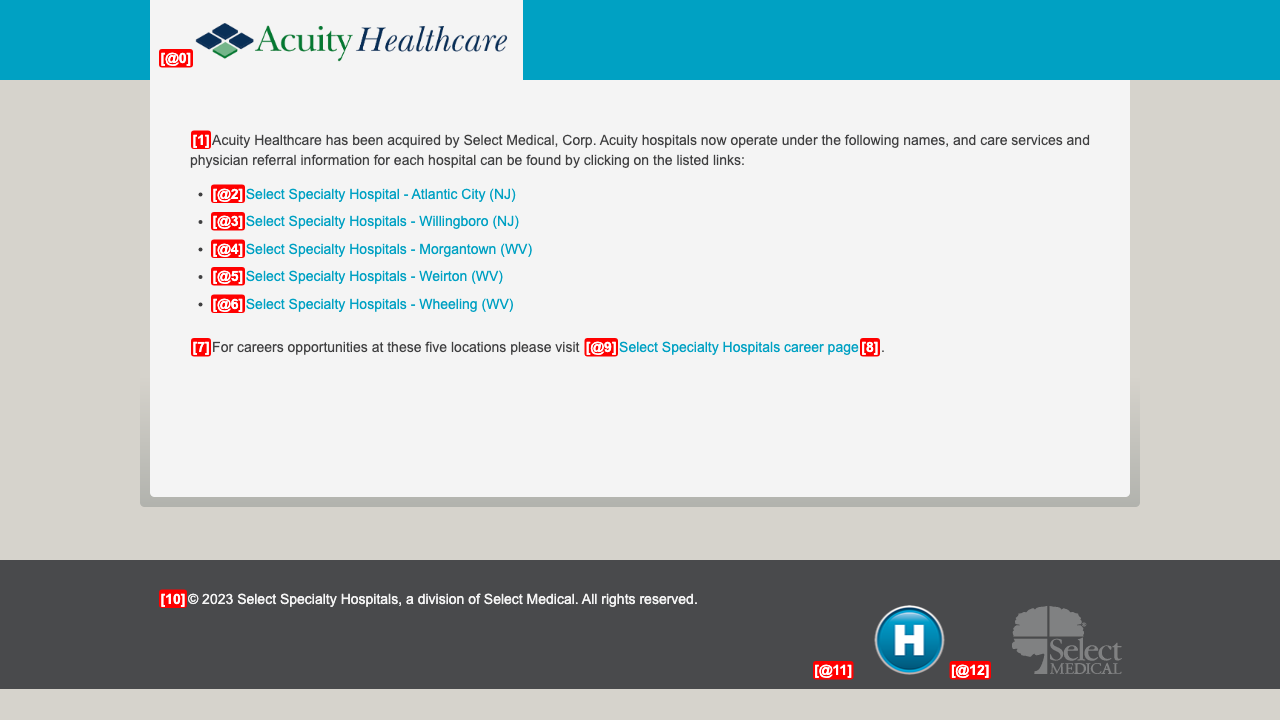 [@0] Acuity Healthcare
[1] Acuity Healthcare has been acquired by Select Medical, Corp. Acuity hospitals now operate under the following names, and care services and
physician referral information for each hospital can be found by clicking on the listed links:
• [@2] Select Specialty Hospital - Atlantic City (NJ)
• [@3] Select Specialty Hospitals - Willingboro (NJ)
• [@4] Select Specialty Hospitals - Morgantown (WV)
• [@5] Select Specialty Hospitals - Weirton (WV)
• [@6] Select Specialty Hospitals - Wheeling (WV)
[7] For careers opportunities at these five locations please visit [@9] Select Specialty Hospitals career page [8] .
[10] © 2023 Select Specialty Hospitals, a division of Select Medical. All rights reserved.
[@11] H [@12] Select
MEDICAL